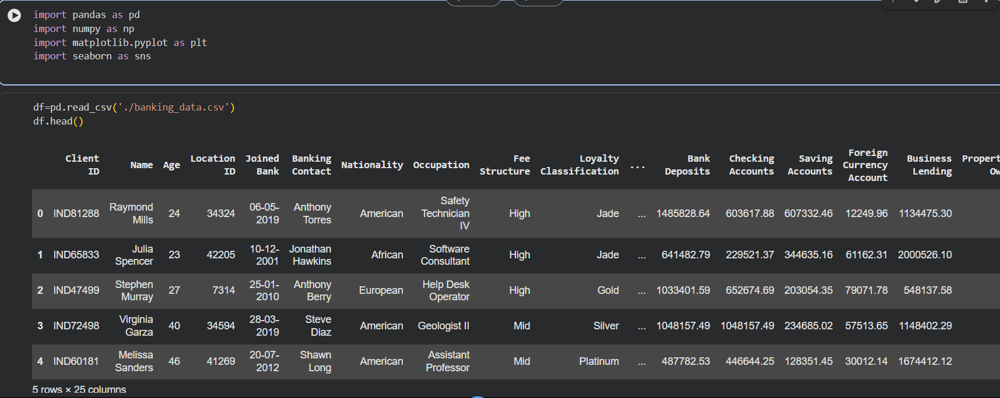 import pandas as pd
import numpy as np
import matplotlib.pyplot as plt
import seaborn as sns
df=pd.read_csv('./banking_data.csv')
df.head()
Client ID Name Age Location ID Joined Bank Banking Contact Nationality Occupation Fee Structure Loyalty Classification ... Bank Deposits Checking Accounts Saving Accounts Foreign Currency Account Business Lending
0 IND81288 Raymond Mills 24 34324 06-05-2019 Anthony Torres American Safety Technician IV High Jade ... 1485828.64 603617.88 607332.46 12249.96 1134475.30
1 IND65833 Julia Spencer 23 42205 10-12-2001 Jonathan Hawkins African Software Consultant High Jade ... 641482.79 229521.37 344635.16 61162.31 2000526.10
2 IND47499 Stephen Murray 27 7314 25-01-2010 Anthony Berry European Help Desk Operator High Gold ... 1033401.59 652674.69 203054.35 79071.78 548137.58
3 IND72498 Virginia Garza 40 34594 28-03-2019 Steve Diaz American Geologist II Mid Silver ... 1048157.49 1048157.49 234685.02 57513.65 1148402.29
4 IND60181 Melissa Sanders 46 41269 20-07-2012 Shawn Long American Assistant Professor Mid Platinum ... 487782.53 446644.25 128351.45 30012.14 1674412.12
5 rows × 25 columns